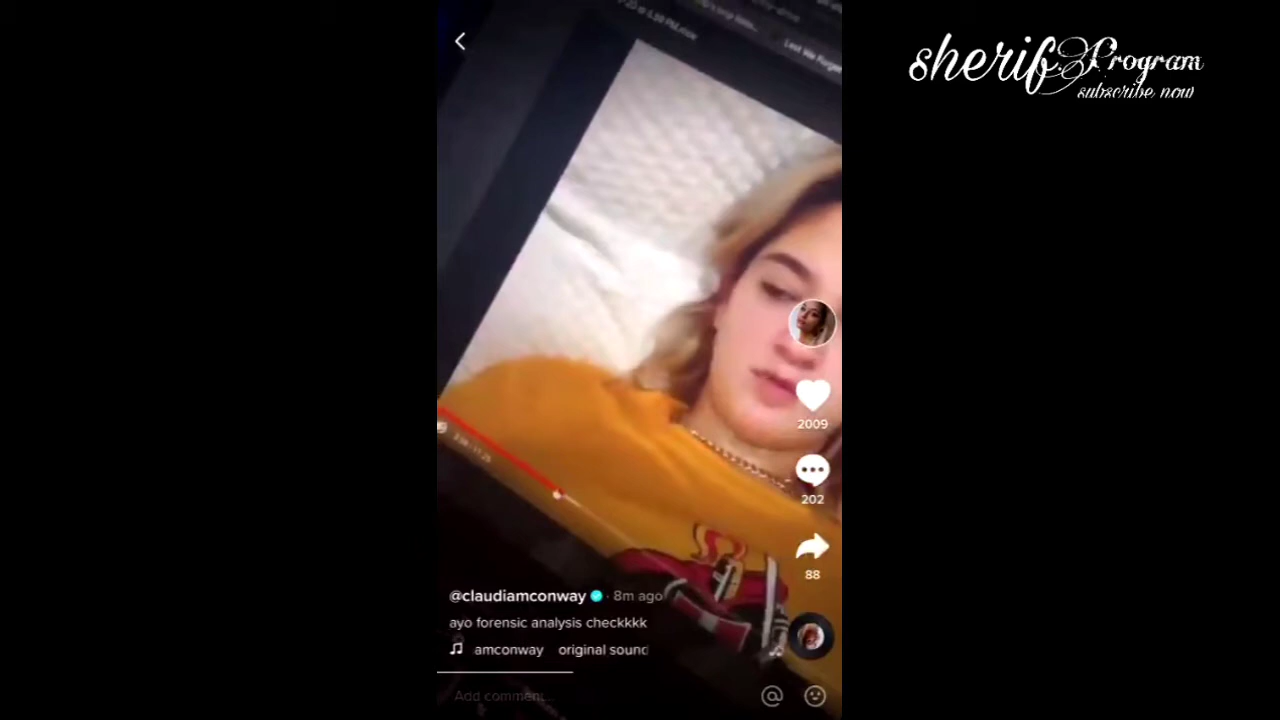 sherif Program
subscribe now
@claudiamconway · 8m ago
ayo forensic analysis checkkkk
amconway original sound
2009
202
88
Add comment...